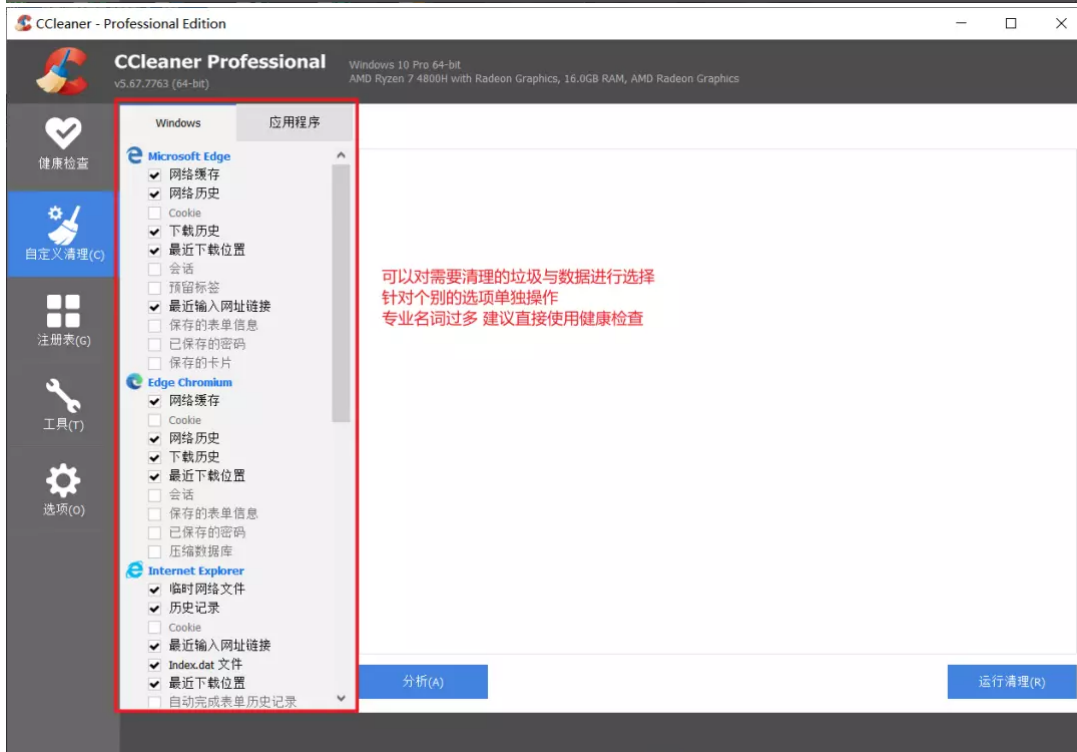 CCleaner - Professional Edition
CCleaner Professional
v5.67.7763 (64-bit)
Windows 10 Pro 64-bit
AMD Ryzen 7 4800H with Radeon Graphics, 16.0GB RAM, AMD Radeon Graphics
健康检查
自定义清理(C)
注册表(G)
工具(T)
选项(O)
Windows
应用程序
Microsoft Edge
网络缓存
网络历史
Cookie
下载历史
最近下载位置
会话
预留标签
最近输入网址链接
保存的表单信息
已保存的密码
保存的卡片
Edge Chromium
网络缓存
Cookie
网络历史
下载历史
最近下载位置
会话
保存的表单信息
已保存的密码
压缩数据库
Internet Explorer
临时网络文件
历史记录
Cookie
最近输入网址链接
Index.dat 文件
最近下载位置
自动完成表单历史记录
可以对需要清理的垃圾与数据进行选择
针对个别的选项单独操作
专业名词过多 建议直接使用健康检查
分析(A)
运行清理(R)